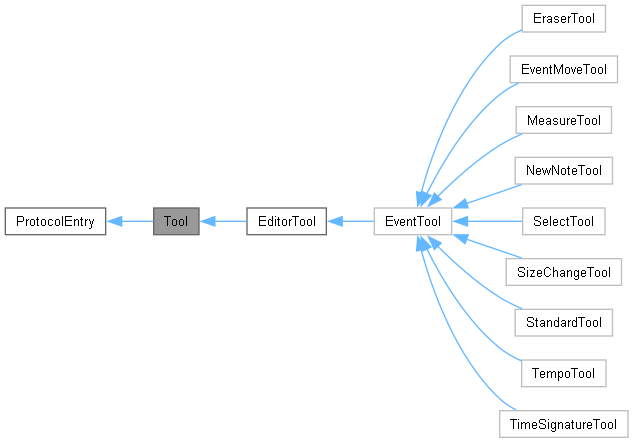 EraserTool
EventMoveTool
MeasureTool
NewNoteTool
ProtocolEntry
Tool
EditorTool
EventTool
SelectTool
SizeChangeTool
StandardTool
TempoTool
TimeSignatureTool